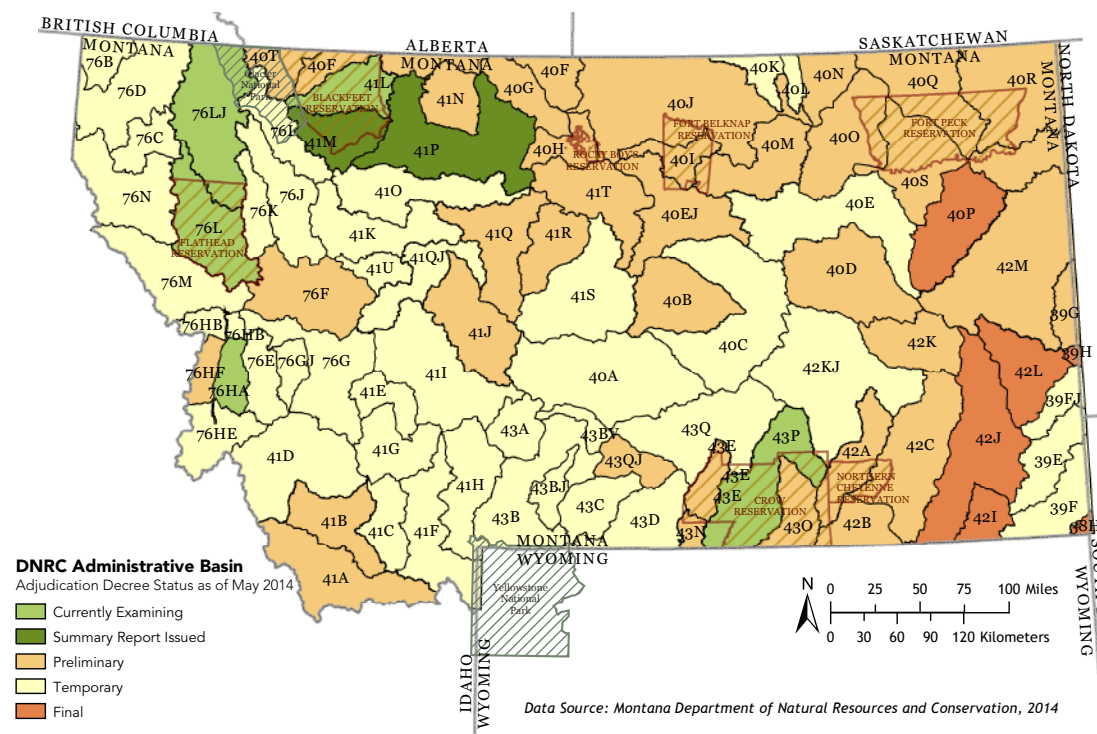 BRITISH COLUMBIA
MONTANA
ALBERTA
MONTANA
SASKATCHEWAN
MONTANA
NORTH DAKOTA
MONTANA
76B
76D
76LJ
76C
76N
76L
FLATHEAD
RESERVATION
76M
40T
Glacier
National
Park
76I
40F
41L
BLACKFEET
RESERVATION
41M
41P
41N
40G
40F
40H
ROCKY BOY'S
RESERVATION
40J
FORT BELKNAP
RESERVATION
40I
40K
40L
40N
40M
40O
40Q
40R
FORT PECK
RESERVATION
40S
40P
40E
40EJ
41T
41O
76J
76K
41K
41Q
41R
41U
41QJ
76F
41J
41S
40B
40D
42M
39G
39H
40C
42K
42L
42KJ
76HB
76HB
76HF
76HA
76E
76GJ
76G
41I
40A
41E
76HE
41D
41G
43A
43BV
43QJ
43Q
43E
43E
43E
43P
42A
42C
42J
39FJ
39E
39F
38H
41H
43BJ
43B
43C
43D
43N
CROW
RESERVATION
43O
NORTHERN
CHEYENNE
RESERVATION
42B
42I
41B
41C
41F
41A
MONTANA
WYOMING
Yellowstone
National
Park
IDAHO
WYOMING
WYOMING
DNRC Administrative Basin
Adjudication Decree Status as of May 2014
Currently Examining
Summary Report Issued
Preliminary
Temporary
Final
N
0 25 50 75 100 Miles
0 30 60 90 120 Kilometers
Data Source: Montana Department of Natural Resources and Conservation, 2014